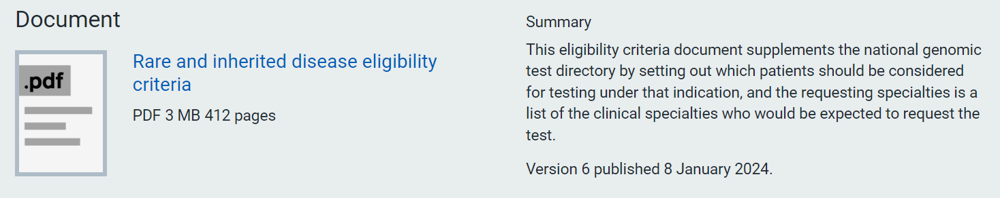 Document
.pdf
Rare and inherited disease eligibility
criteria
PDF 3 MB 412 pages
Summary
This eligibility criteria document supplements the national genomic
test directory by setting out which patients should be considered
for testing under that indication, and the requesting specialties is a
list of the clinical specialties who would be expected to request the
test.
Version 6 published 8 January 2024.